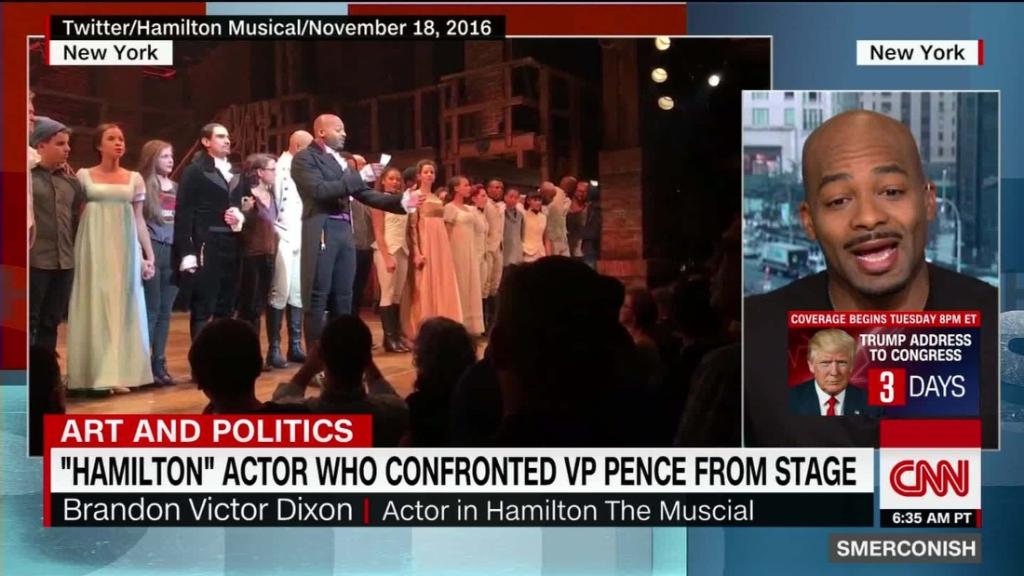 Twitter/Hamilton Musical/November 18, 2016
New York
New York
COVERAGE BEGINS TUESDAY 8PM ET
TRUMP ADDRESS
TO CONGRESS
3 DAYS
ART AND POLITICS
"HAMILTON" ACTOR WHO CONFRONTED VP PENCE FROM STAGE
Brandon Victor Dixon | Actor in Hamilton The Muscial
CNN
6:35 AM PT
SMERCONISH